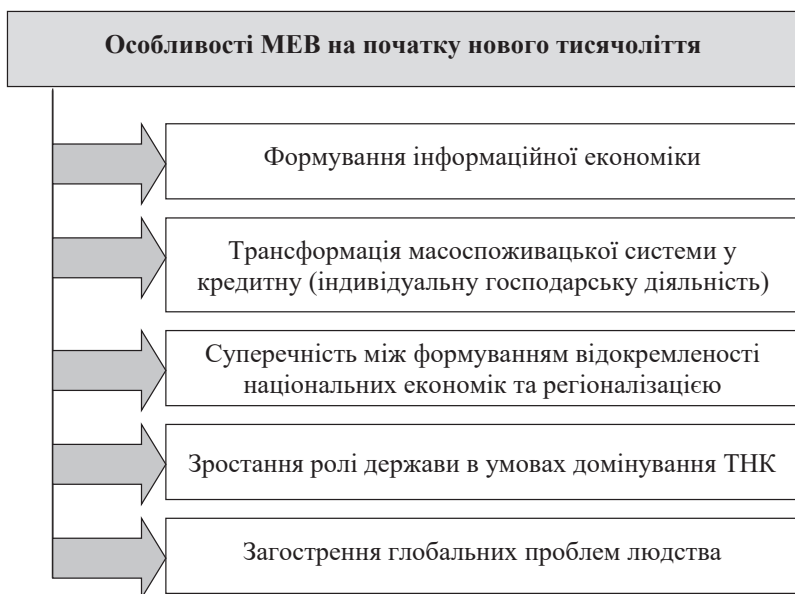 Особливості МЕВ на початку нового тисячоліття
Формування інформаційної економіки
Трансформація масоспоживацької системи у
кредитну (індивідуальну господарську діяльність)
Суперечність між формуванням відокремленості
національних економік та регіоналізацією
Зростання ролі держави в умовах домінування ТНК
Загострення глобальних проблем людства